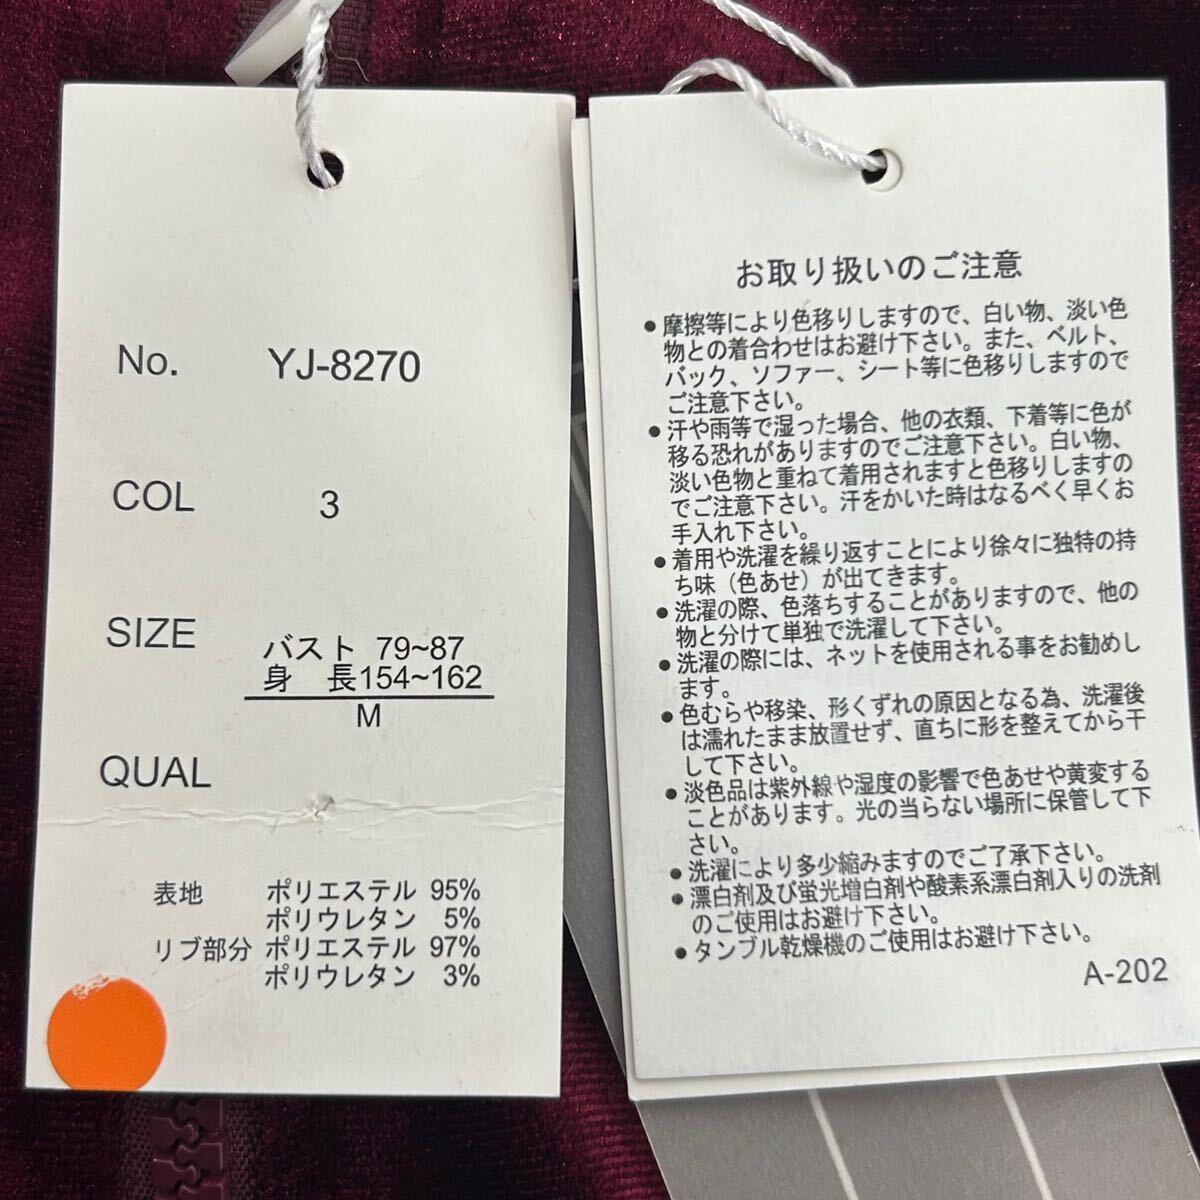 No. YJ-8270
COL 3
SIZE バスト 79~87
身 長154~162
M
QUAL
表地 ポリエステル 95%
ポリウレタン 5%
リブ部分 ポリエステル 97%
ポリウレタン 3%
お取り扱いのご注意
●摩擦等により色移りしますので、白い物、淡い色
物との着合わせはお避け下さい。また、ベルト、
バック、ソファー、シート等に色移りしますので
ご注意下さい。
●汗や雨等で湿った場合、他の衣類、下着等に色が
移る恐れがありますのでご注意下さい。白い物、
淡い色物と重ねて着用されますと色移りしますの
でご注意下さい。汗をかいた時はなるべく早くお
手入れ下さい。
●着用や洗濯を繰り返すことにより徐々に独特の持
ち味（色あせ）が出てきます。
●洗濯の際、色落ちすることがありますので、他の
物と分けて単独で洗濯して下さい。
●洗濯の際には、ネットを使用される事をお勧めし
ます。
●色むらや移染、形くずれの原因となる為、洗濯後
は濡れたまま放置せず、直ちに形を整えてから干
して下さい。
●淡色品は紫外線や湿度の影響で色あせや黄変する
ことがあります。光の当らない場所に保管して下
さい。
●洗濯により多少縮みますのでご了承下さい。
●漂白剤及び蛍光増白剤や酸素系漂白剤入りの洗剤
のご使用はお避け下さい。
●タンブル乾燥機のご使用はお避け下さい。
A-202